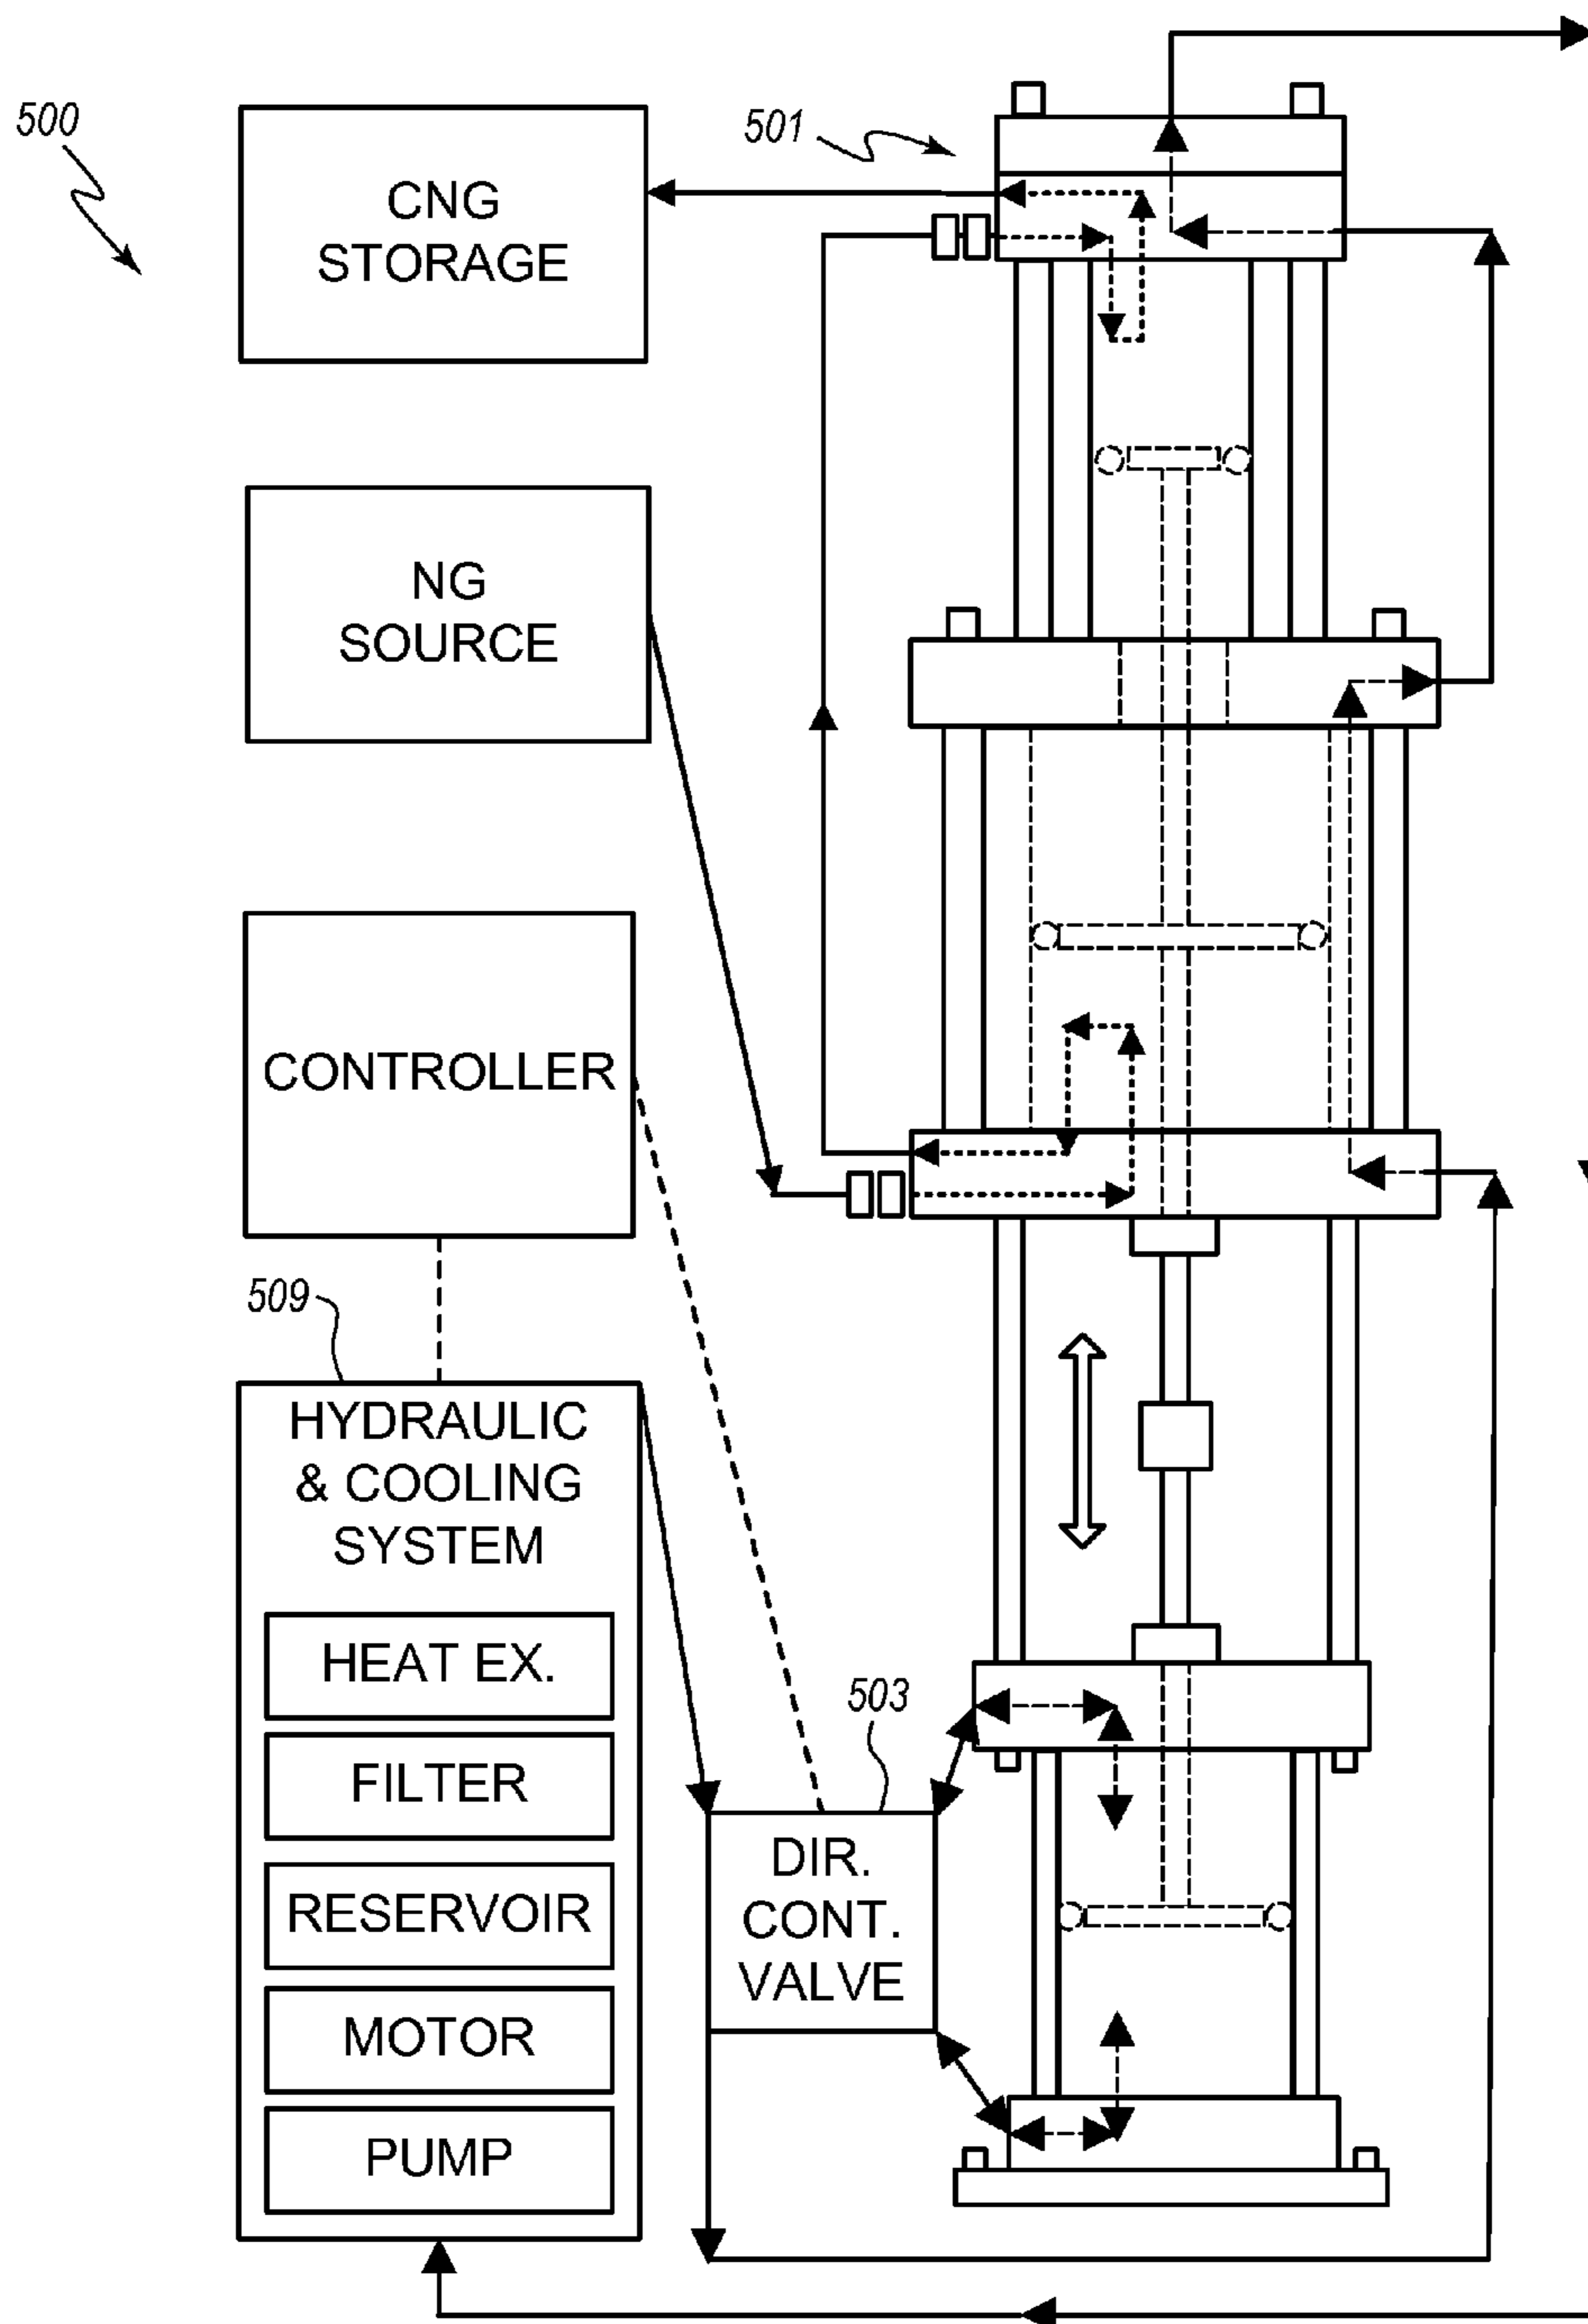 500
CNG
STORAGE
501
NG
SOURCE
CONTROLLER
509
HYDRAULIC
& COOLING
SYSTEM
HEAT EX.
FILTER
RESERVOIR
MOTOR
PUMP
503
DIR.
CONT.
VALVE